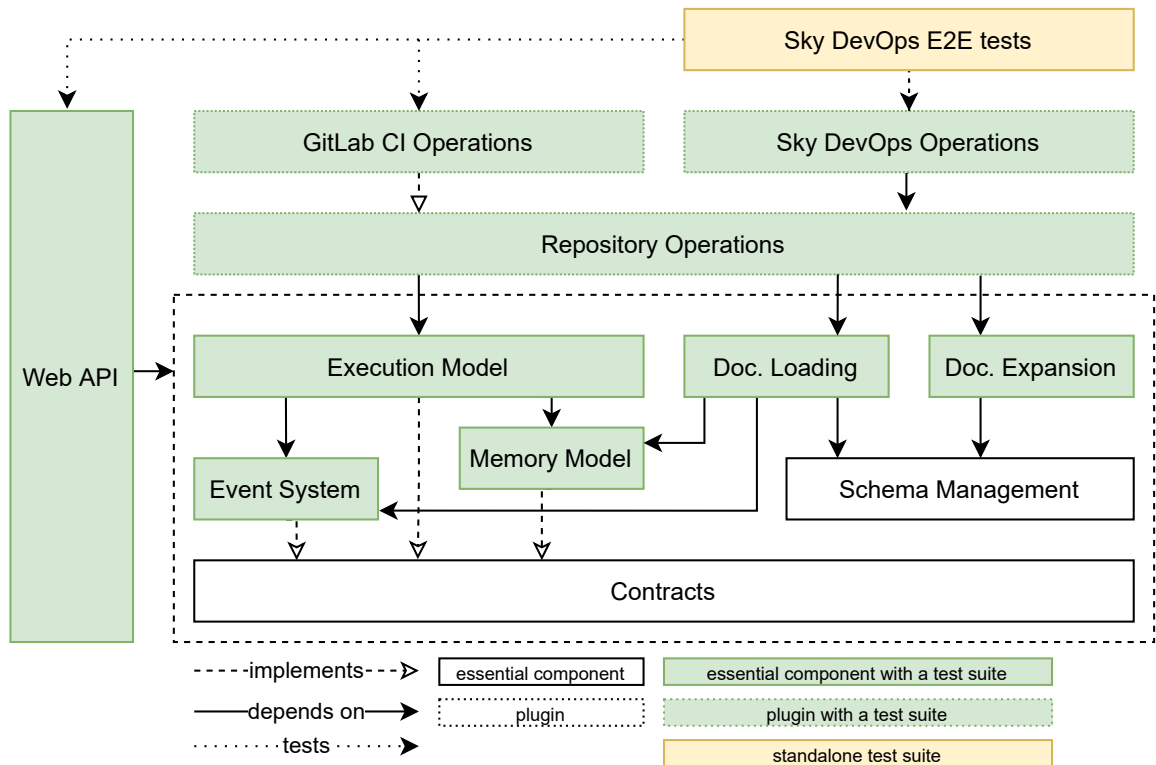 Sky DevOps E2E tests
GitLab CI Operations
Sky DevOps Operations
Repository Operations
Web API
Execution Model
Doc. Loading
Doc. Expansion
Memory Model
Event System
Schema Management
Contracts
implements
essential component
essential component with a test suite
depends on
plugin
plugin with a test suite
tests
standalone test suite